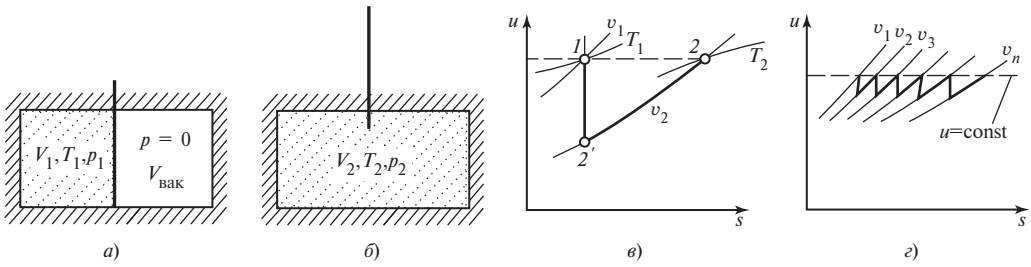 V₁, T₁, p₁
p = 0
Vвак
а)
V₂, T₂, p₂
б)
u
1
v₁
T₁
2
T₂
v₂
2'
s
в)
u
v₁ v₂ v₃
vₙ
u=const
s
г)